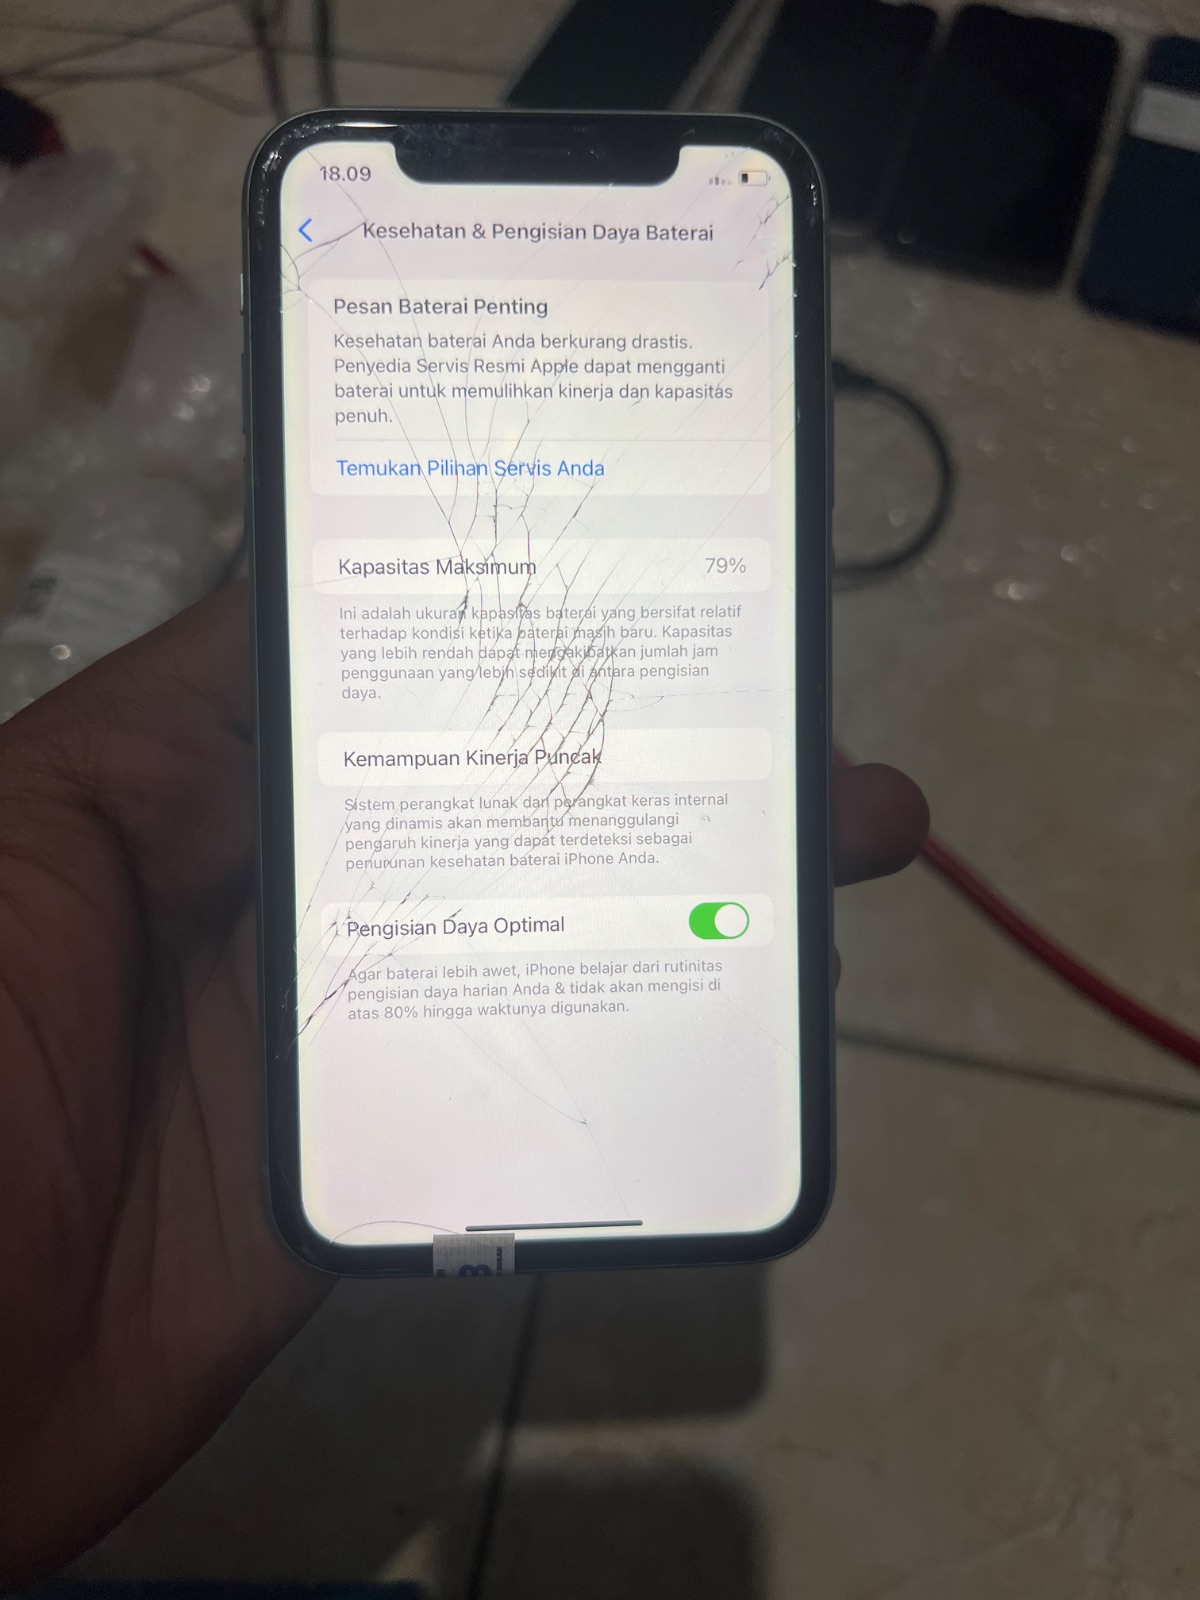 18.09
Kesehatan & Pengisian Daya Baterai
Pesan Baterai Penting
Kesehatan baterai Anda berkurang drastis.
Penyedia Servis Resmi Apple dapat mengganti
baterai untuk memulihkan kinerja dan kapasitas
penuh.
Temukan Pilihan Servis Anda
Kapasitas Maksimum 79%
Ini adalah ukuran kapasitas baterai yang bersifat relatif
terhadap kondisi ketika baterai masih baru. Kapasitas
yang lebih rendah dapat mengakibatkan jumlah jam
penggunaan yang lebih sedikit di antara pengisian
daya.
Kemampuan Kinerja Puncak
Sistem perangkat lunak dan perangkat keras internal
yang dinamis akan membantu menanggulangi
pengaruh kinerja yang dapat terdeteksi sebagai
penurunan kesehatan baterai iPhone Anda.
Pengisian Daya Optimal
Agar baterai lebih awet, iPhone belajar dari rutinitas
pengisian daya harian Anda & tidak akan mengisi di
atas 80% hingga waktunya digunakan.
8